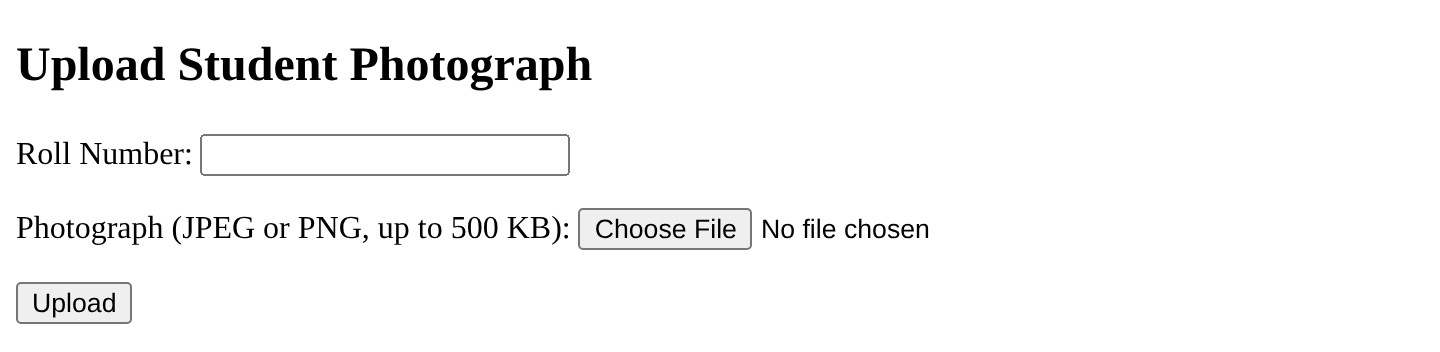 Upload Student Photograph
Roll Number:
Photograph (JPEG or PNG, up to 500 KB): Choose File No file chosen
Upload